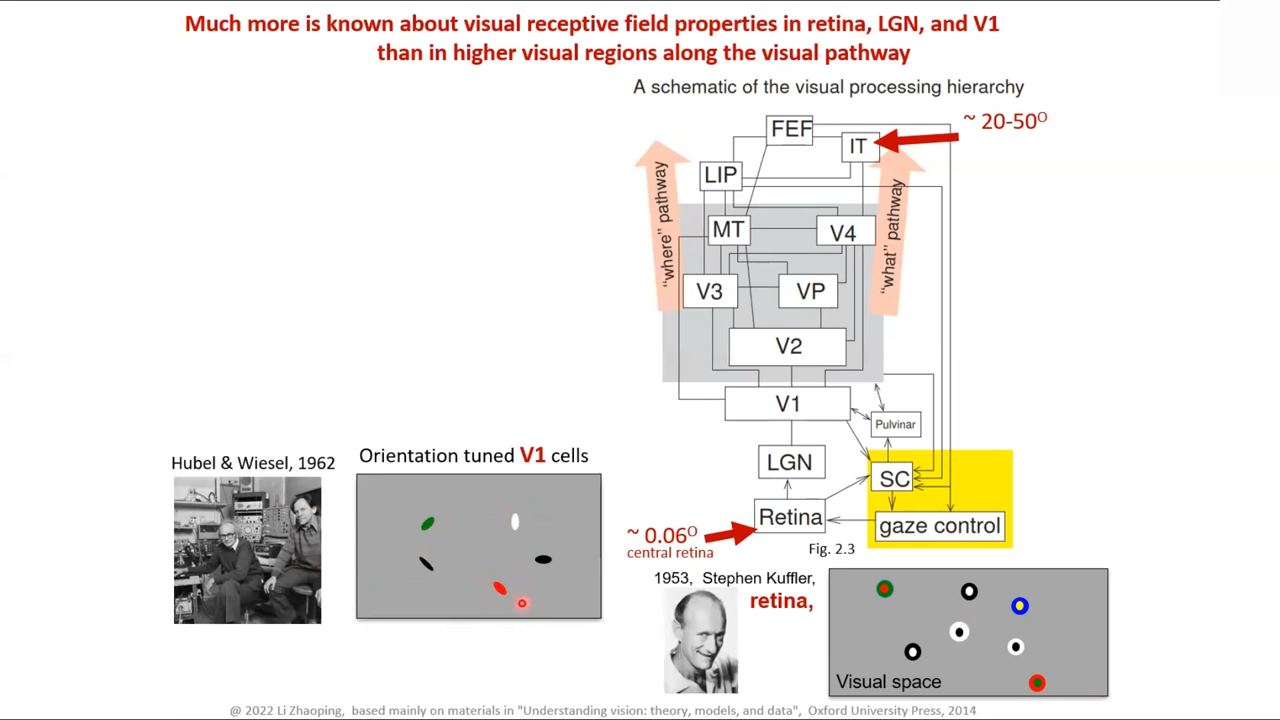 Much more is known about visual receptive field properties in retina, LGN, and V1
than in higher visual regions along the visual pathway
A schematic of the visual processing hierarchy
FEF
~ 20-50O
IT
LIP
"where" pathway
"what" pathway
MT
V4
V3
VP
V2
V1
Pulvinar
LGN
SC
Retina
gaze control
~ 0.06O
central retina
Fig. 2.3
Hubel & Wiesel, 1962
Orientation tuned V1 cells
1953, Stephen Kuffler,
retina,
Visual space
@ 2022 Li Zhaoping, based mainly on materials in "Understanding vision: theory, models, and data", Oxford University Press, 2014